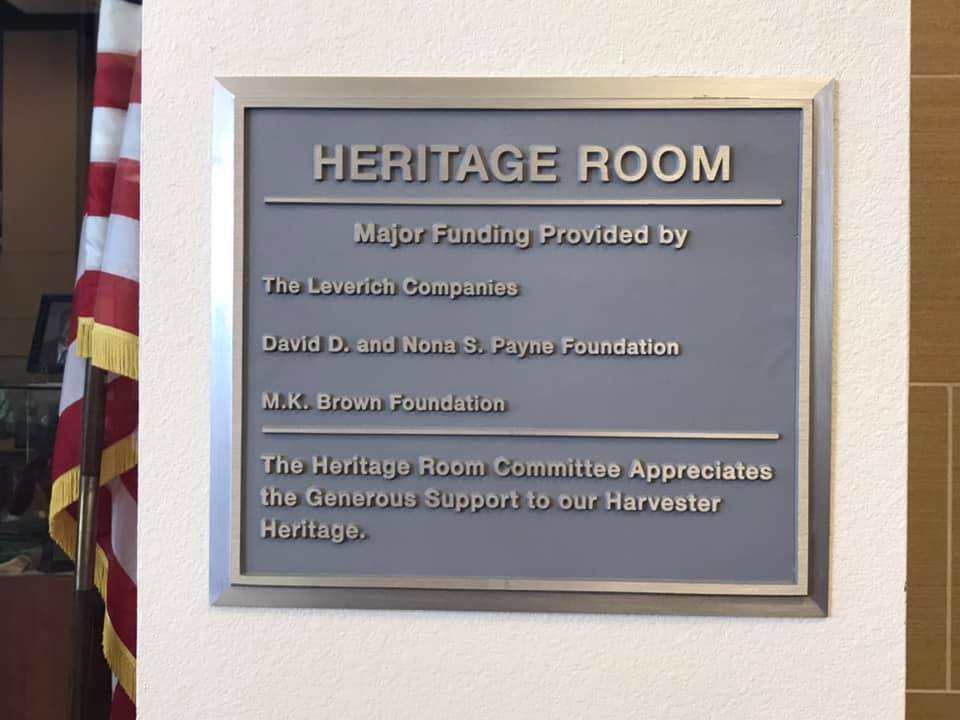 HERITAGE ROOM
Major Funding Provided by
The Leverich Companies
David D. and Nona S. Payne Foundation
M.K. Brown Foundation
The Heritage Room Committee Appreciates
the Generous Support to our Harvester
Heritage.